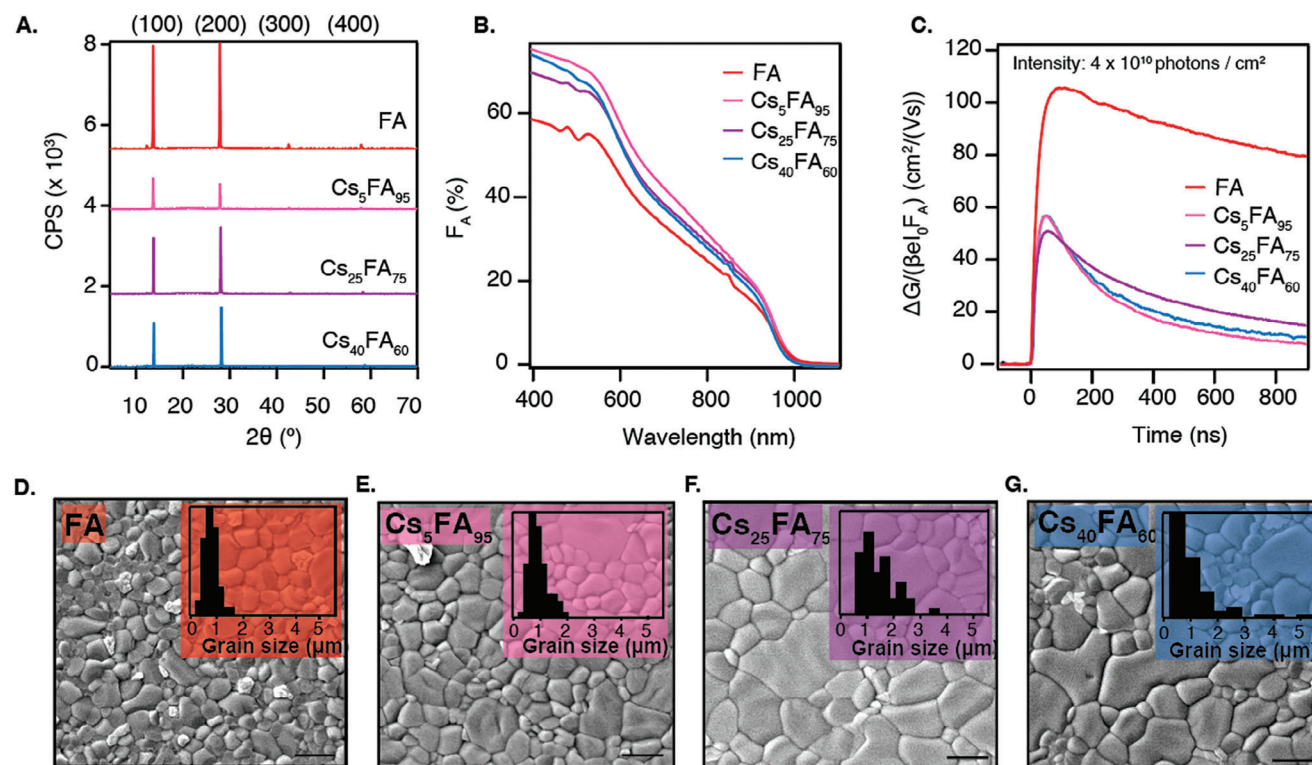 A.
(100) (200) (300) (400)
8
6
4
2
0
CPS (x 10³)
FA
Cs₅FA₉₅
Cs₂₅FA₇₅
Cs₄₀FA₆₀
10 20 30 40 50 60 70
2θ (º)
B.
60
40
20
0
F_A (%)
FA
Cs₅FA₉₅
Cs₂₅FA₇₅
Cs₄₀FA₆₀
400 600 800 1000
Wavelength (nm)
C.
Intensity: 4 x 10¹⁰ photons / cm²
120
100
80
60
40
20
0
ΔG/(βeI₀F_A) (cm²/(Vs))
FA
Cs₅FA₉₅
Cs₂₅FA₇₅
Cs₄₀FA₆₀
0 200 400 600 800
Time (ns)
D.
FA
0 1 2 3 4 5
Grain size (µm)
E.
Cs₅FA₉₅
0 1 2 3 4 5
Grain size (µm)
F.
Cs₂₅FA₇₅
0 1 2 3 4 5
Grain size (µm)
G.
Cs₄₀FA₆₀
0 1 2 3 4 5
Grain size (µm)